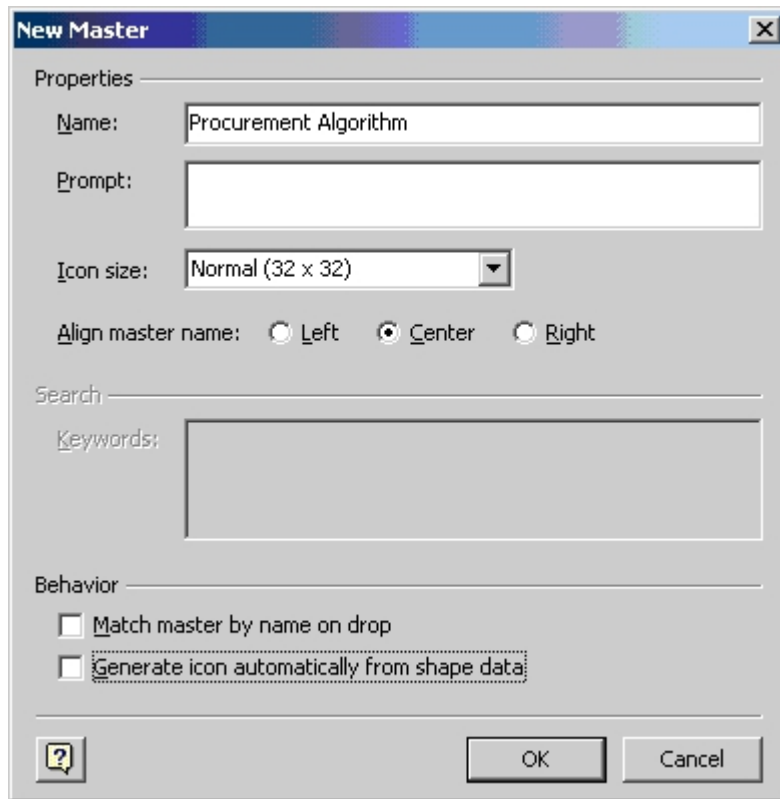 New Master
Properties
Name: Procurement Algorithm
Prompt:
Icon size: Normal (32 x 32)
Align master name: Left Center Right
Search
Keywords:
Behavior
Match master by name on drop
Generate icon automatically from shape data
? OK Cancel